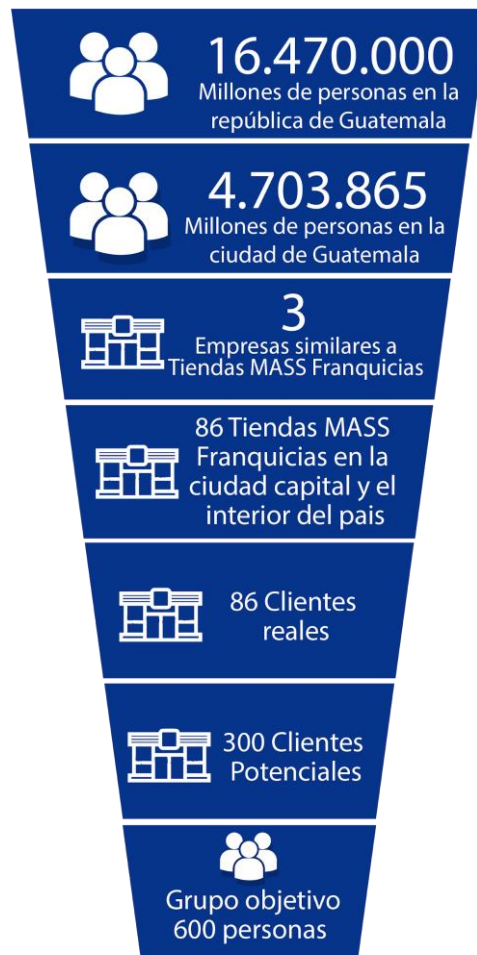 16.470.000
Millones de personas en la
república de Guatemala
4.703.865
Millones de personas en la
ciudad de Guatemala
3
Empresas similares a
Tiendas MASS Franquicias
86 Tiendas MASS
Franquicias en la
ciudad capital y el
interior del pais
86 Clientes
reales
300 Clientes
Potenciales
Grupo objetivo
600 personas